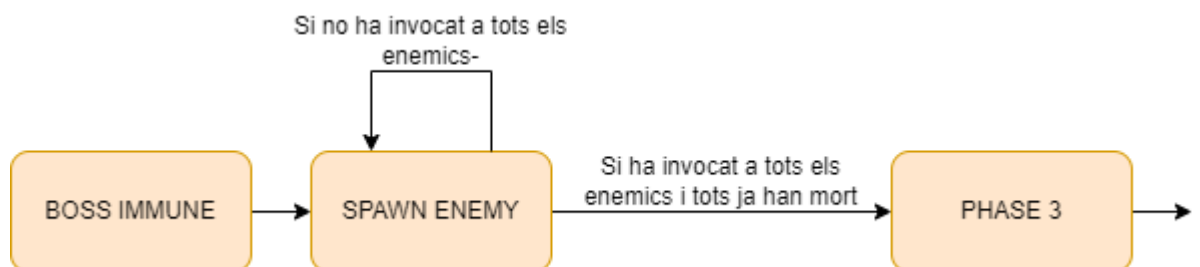 Si no ha invocat a tots els
enemics-
BOSS IMMUNE
SPAWN ENEMY
Si ha invocat a tots els
enemics i tots ja han mort
PHASE 3